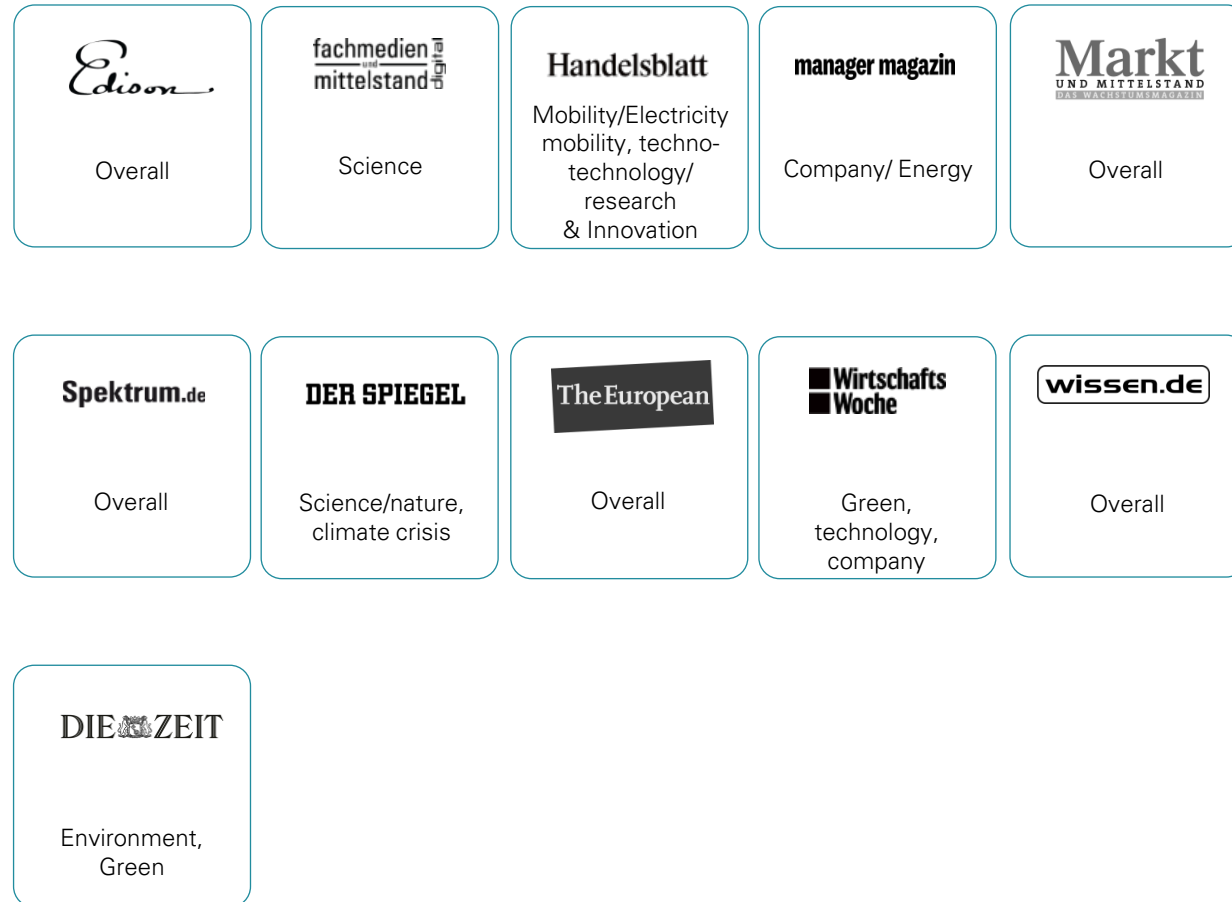 Edison
Overall
fachmedien
und
mittelstand
digital
Science
Handelsblatt
Mobility/Electricity
mobility, techno-
technology/
research
& Innovation
manager magazin
Company/ Energy
Markt
UND MITTELSTAND
DAS WACHSTUMSMAGAZIN
Overall
Spektrum.de
Overall
DER SPIEGEL
Science/nature,
climate crisis
The European
Overall
Wirtschafts
Woche
Green,
technology,
company
wissen.de
Overall
DIE ZEIT
Environment,
Green